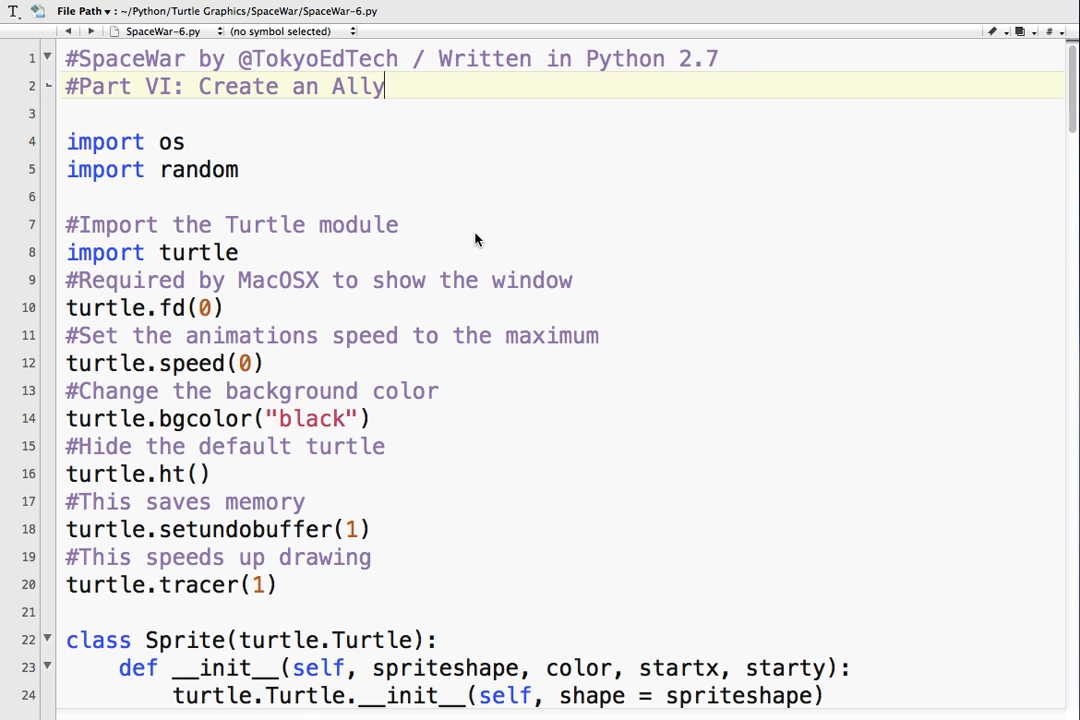 File Path ▾ : ~/Python/Turtle Graphics/SpaceWar/SpaceWar-6.py
SpaceWar-6.py (no symbol selected)
1 #SpaceWar by @TokyoEdTech / Written in Python 2.7
2 #Part VI: Create an Ally
3
4 import os
5 import random
6
7 #Import the Turtle module
8 import turtle
9 #Required by MacOSX to show the window
10 turtle.fd(0)
11 #Set the animations speed to the maximum
12 turtle.speed(0)
13 #Change the background color
14 turtle.bgcolor("black")
15 #Hide the default turtle
16 turtle.ht()
17 #This saves memory
18 turtle.setundobuffer(1)
19 #This speeds up drawing
20 turtle.tracer(1)
21
22 class Sprite(turtle.Turtle):
23     def __init__(self, spriteshape, color, startx, starty):
24         turtle.Turtle.__init__(self, shape = spriteshape)